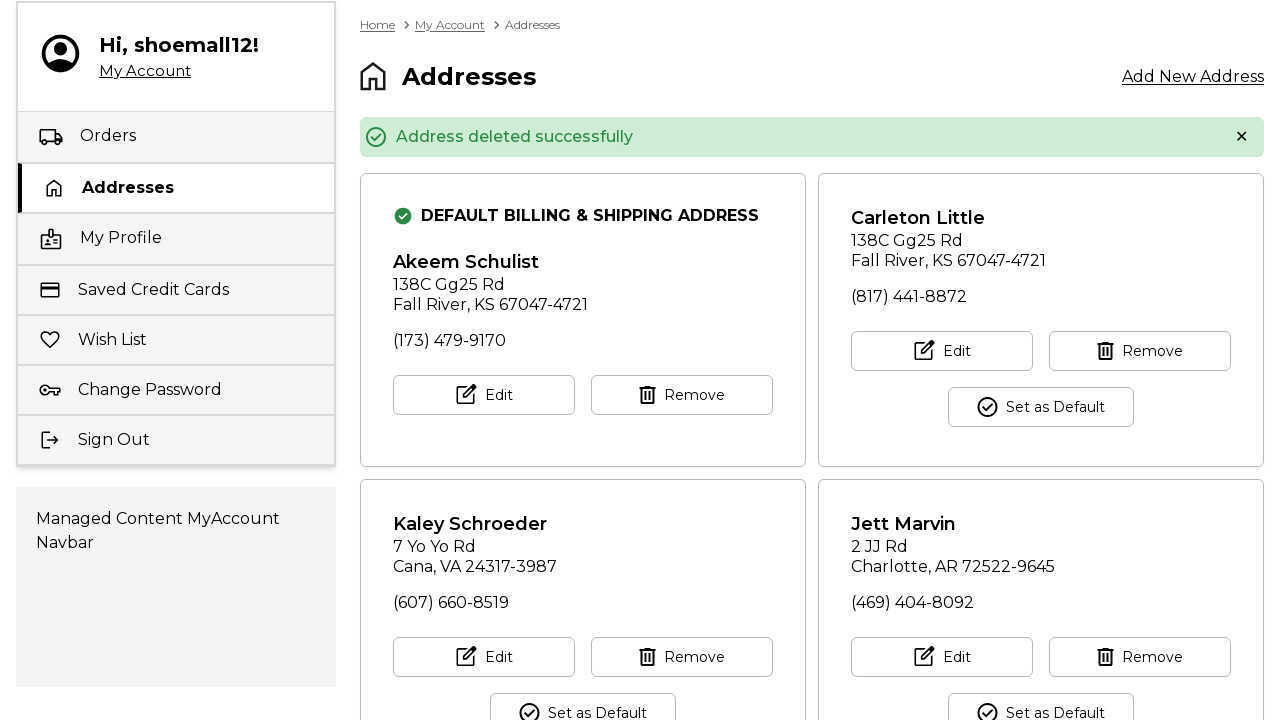 Hi, shoemall12!
My Account
Orders
Addresses
My Profile
Saved Credit Cards
Wish List
Change Password
Sign Out
Managed Content MyAccount
Navbar
Home > My Account > Addresses
Addresses
Add New Address
Address deleted successfully
DEFAULT BILLING & SHIPPING ADDRESS
Akeem Schulist
138C Gg25 Rd
Fall River, KS 67047-4721
(173) 479-9170
Edit
Remove
Carleton Little
138C Gg25 Rd
Fall River, KS 67047-4721
(817) 441-8872
Edit
Remove
Set as Default
Kaley Schroeder
7 Yo Yo Rd
Cana, VA 24317-3987
(607) 660-8519
Edit
Remove
Set as Default
Jett Marvin
2 JJ Rd
Charlotte, AR 72522-9645
(469) 404-8092
Edit
Remove
Set as Default